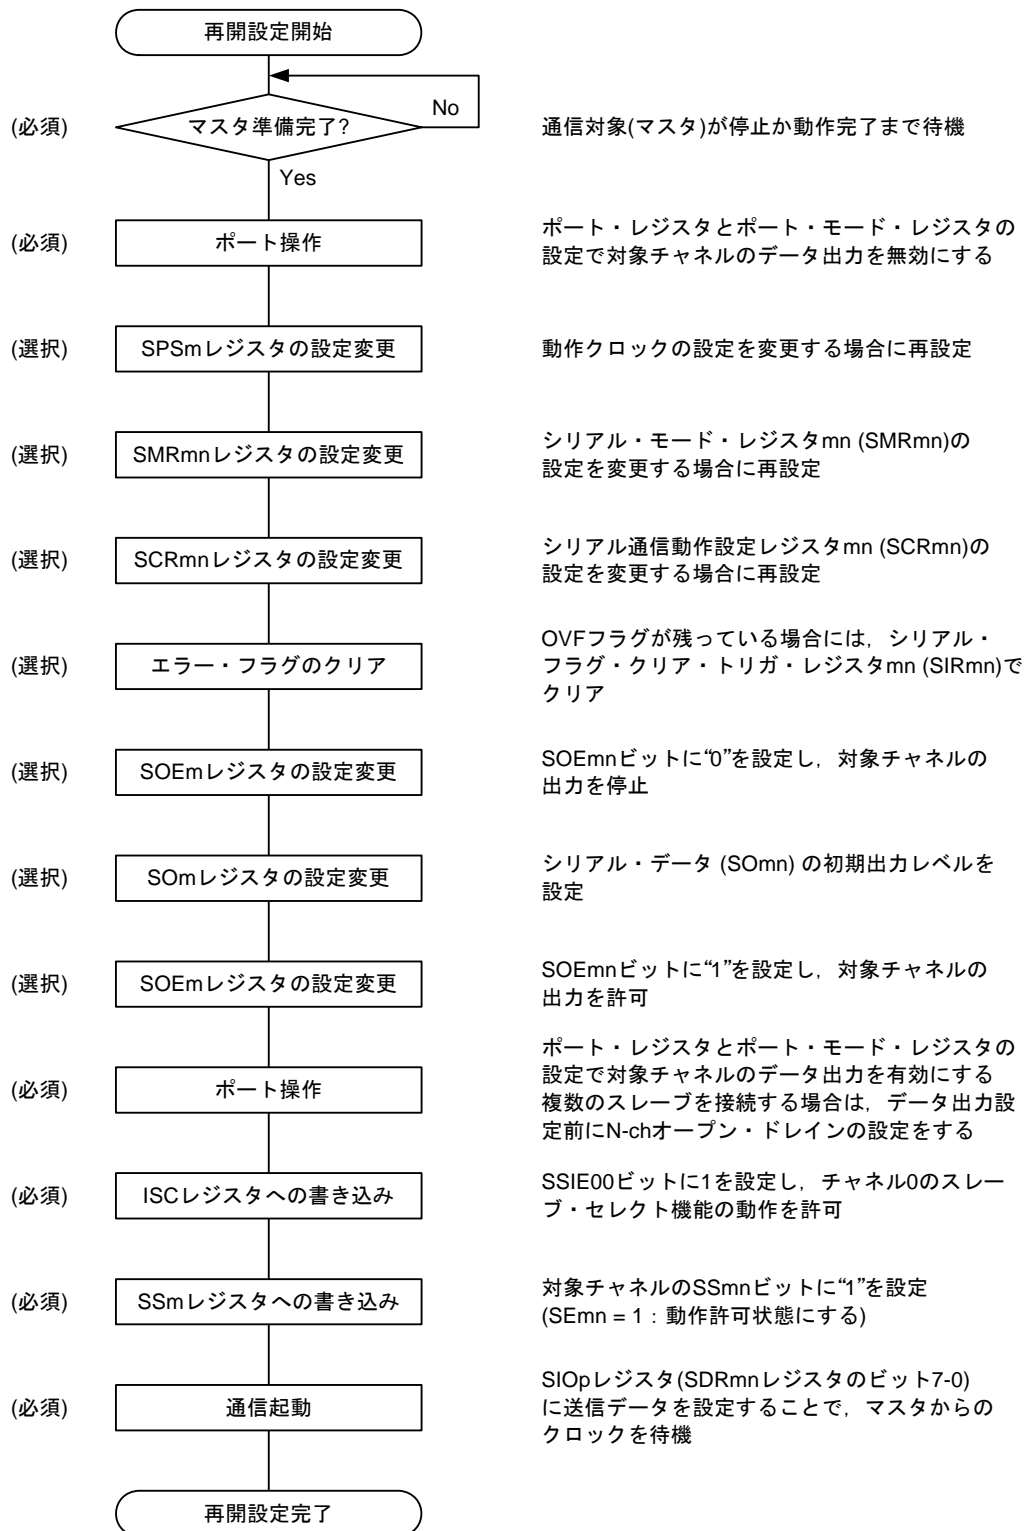 再開設定開始
No
(必須)
マスタ準備完了?
通信対象(マスタ)が停止か動作完了まで待機
Yes
(必須)
ポート操作
ポート・レジスタとポート・モード・レジスタの
設定で対象チャネルのデータ出力を無効にする
(選択)
SPSmレジスタの設定変更
動作クロックの設定を変更する場合に再設定
(選択)
SMRmnレジスタの設定変更
シリアル・モード・レジスタmn (SMRmn)の
設定を変更する場合に再設定
(選択)
SCRmnレジスタの設定変更
シリアル通信動作設定レジスタmn (SCRmn)の
設定を変更する場合に再設定
(選択)
エラー・フラグのクリア
OVFフラグが残っている場合には，シリアル・
フラグ・クリア・トリガ・レジスタmn (SIRmn)で
クリア
(選択)
SOEmレジスタの設定変更
SOEmnビットに“0”を設定し，対象チャネルの
出力を停止
(選択)
SOmレジスタの設定変更
シリアル・データ (SOmn) の初期出力レベルを
設定
(選択)
SOEmレジスタの設定変更
SOEmnビットに“1”を設定し，対象チャネルの
出力を許可
(必須)
ポート操作
ポート・レジスタとポート・モード・レジスタの
設定で対象チャネルのデータ出力を有効にする
複数のスレーブを接続する場合は，データ出力設
定前にN-chオープン・ドレインの設定をする
(必須)
ISCレジスタへの書き込み
SSIE00ビットに1を設定し，チャネル0のスレー
ブ・セレクト機能の動作を許可
(必須)
SSmレジスタへの書き込み
対象チャネルのSSmnビットに“1”を設定
(SEmn = 1：動作許可状態にする)
(必須)
通信起動
SIOpレジスタ(SDRmnレジスタのビット7-0)
に送信データを設定することで，マスタからの
クロックを待機
再開設定完了